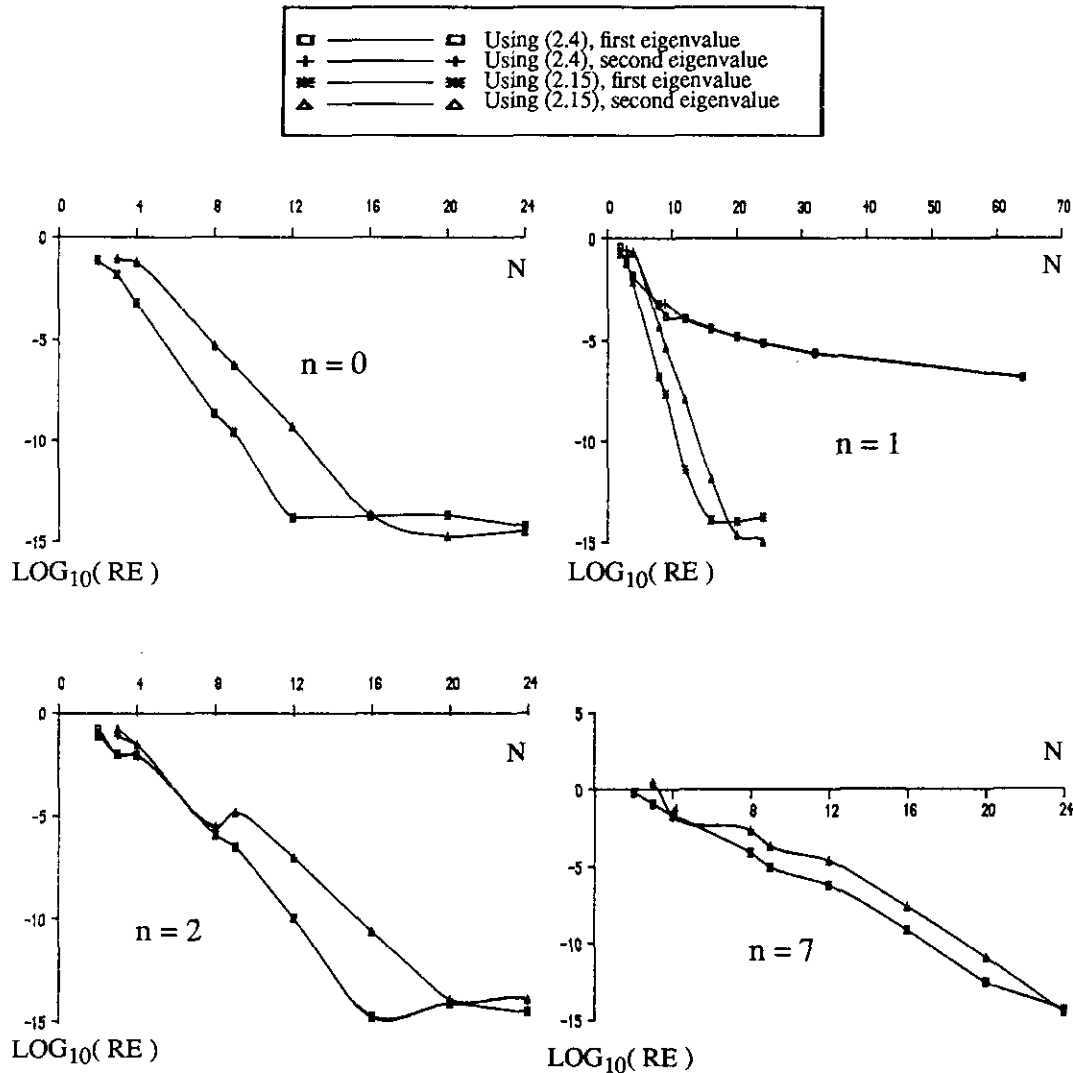 Using (2.4), first eigenvalue
Using (2.4), second eigenvalue
Using (2.15), first eigenvalue
Using (2.15), second eigenvalue
0 4 8 12 16 20 24
0
N
-5
n = 0
-10
-15
LOG10( RE )
0 10 20 30 40 50 60 70
0
N
-5
n = 1
-10
-15
LOG10( RE )
0 4 8 12 16 20 24
0
N
-5
-10
n = 2
-15
LOG10( RE )
5
N
0
4 8 12 16 20 24
-5
n = 7
-10
-15
LOG10( RE )